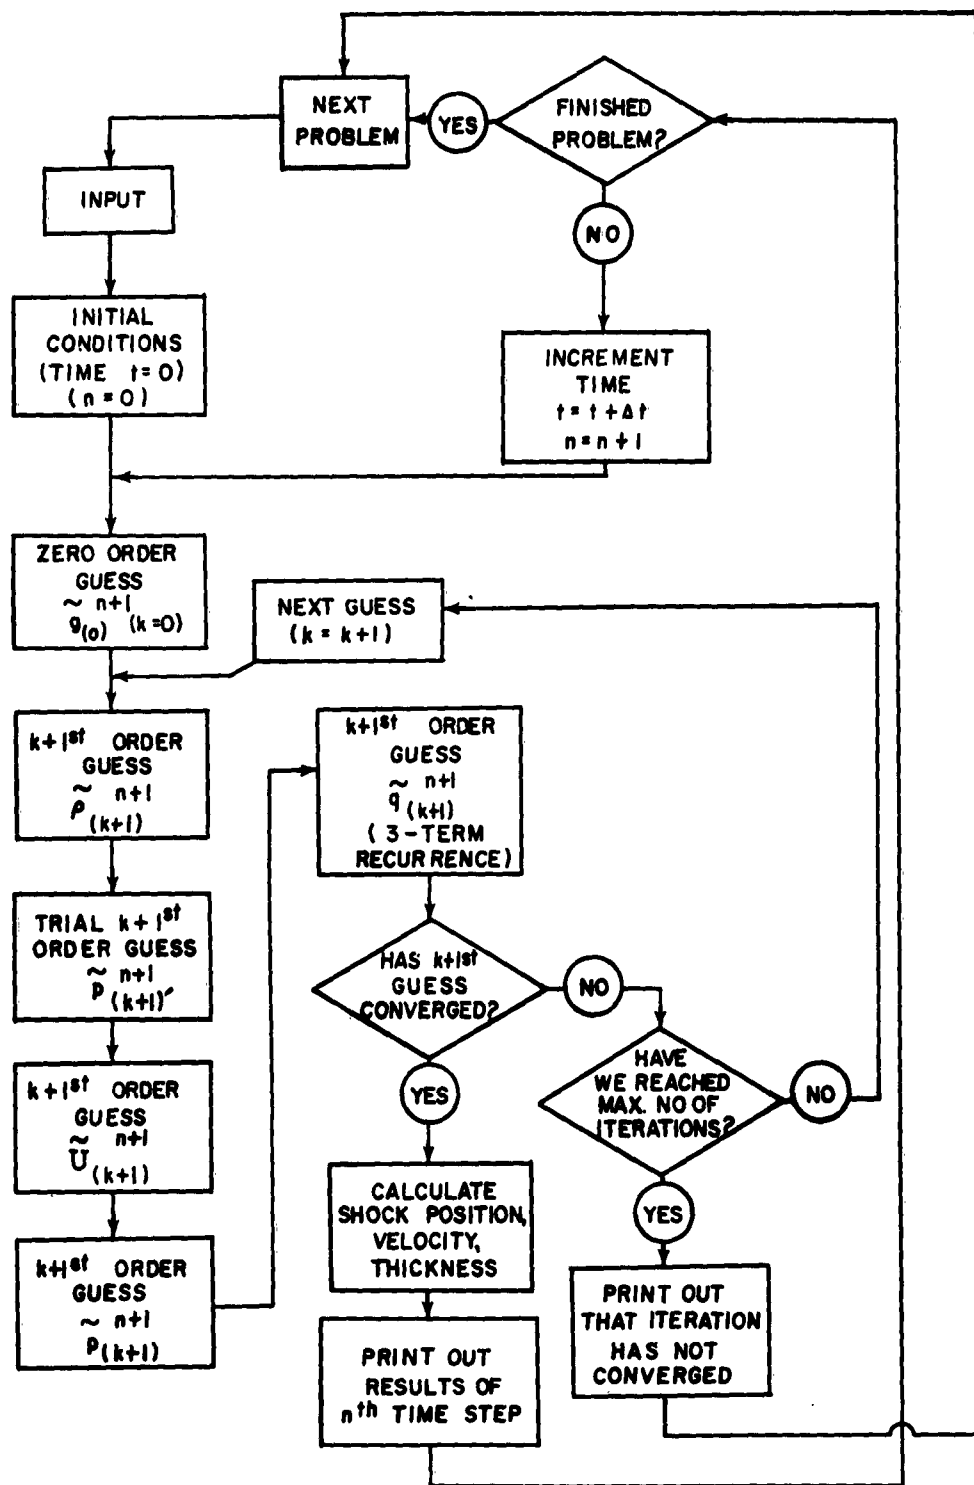 NEXT
PROBLEM
YES
FINISHED
PROBLEM?
NO
INPUT
INITIAL
CONDITIONS
(TIME t=0)
(n=0)
INCREMENT
TIME
t=t+Δt
n=n+1
ZERO ORDER
GUESS
~ n+1
g(o) (k=0)
NEXT GUESS
(k = k+1)
k+1st ORDER
GUESS
~ n+1
ρ(k+1)
TRIAL k+1st
ORDER GUESS
~ n+1
p(k+1)′
k+1st ORDER
GUESS
~ n+1
U(k+1)
k+1st ORDER
GUESS
~ n+1
p(k+1)
k+1st ORDER
GUESS
~ n+1
q(k+1)
(3-TERM
RECURRENCE)
HAS k+1st
GUESS
CONVERGED?
NO
YES
HAVE
WE REACHED
MAX. NO OF
ITERATIONS?
NO
YES
CALCULATE
SHOCK POSITION,
VELOCITY,
THICKNESS
PRINT OUT
RESULTS OF
nth TIME STEP
PRINT OUT
THAT ITERATION
HAS NOT
CONVERGED